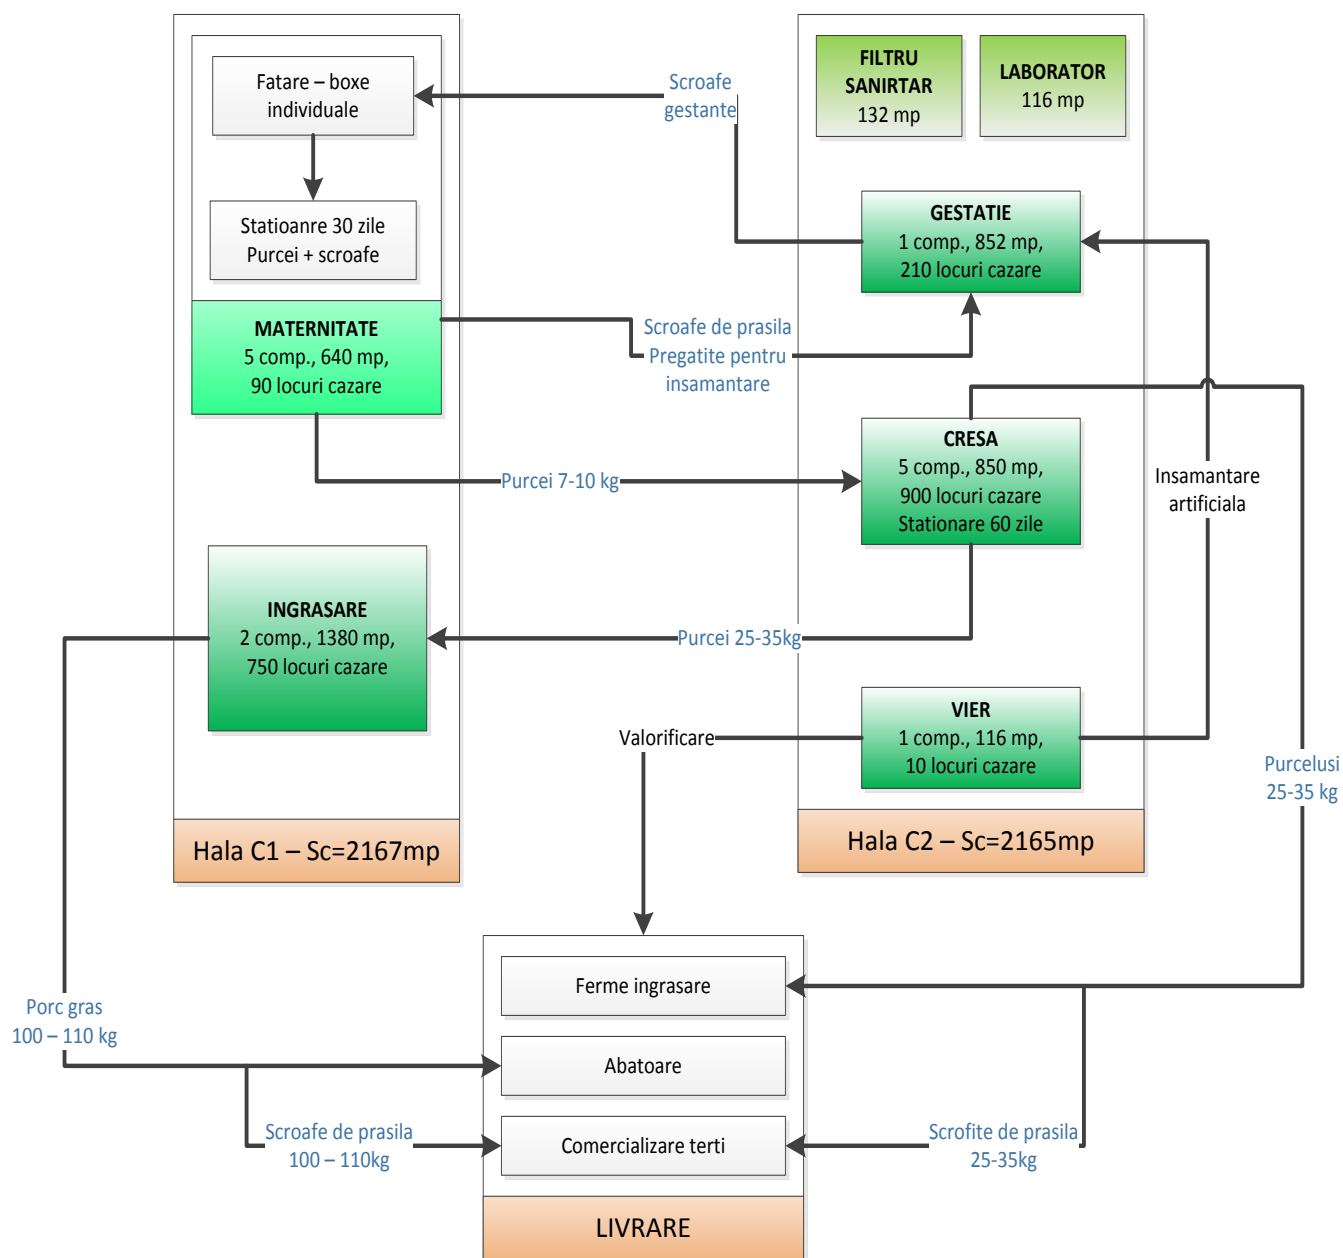 Fatare – boxe
individuale
Statioanre 30 zile
Purcei + scroafe
MATERNITATE
5 comp., 640 mp,
90 locuri cazare
INGRASARE
2 comp., 1380 mp,
750 locuri cazare
Hala C1 – Sc=2167mp
Scroafe
gestante
Scroafe de prasila
Pregatite pentru
insamantare
Purcei 7-10 kg
Purcei 25-35kg
Valorificare
FILTRU
SANIRTAR
132 mp
LABORATOR
116 mp
GESTATIE
1 comp., 852 mp,
210 locuri cazare
CRESA
5 comp., 850 mp,
900 locuri cazare
Stationare 60 zile
Insamantare
artificiala
VIER
1 comp., 116 mp,
10 locuri cazare
Hala C2 – Sc=2165mp
Purcelusi
25-35 kg
Porc gras
100 – 110 kg
Scroafe de prasila
100 – 110kg
Ferme ingrasare
Abatoare
Comercializare terti
LIVRARE
Scrofite de prasila
25-35kg